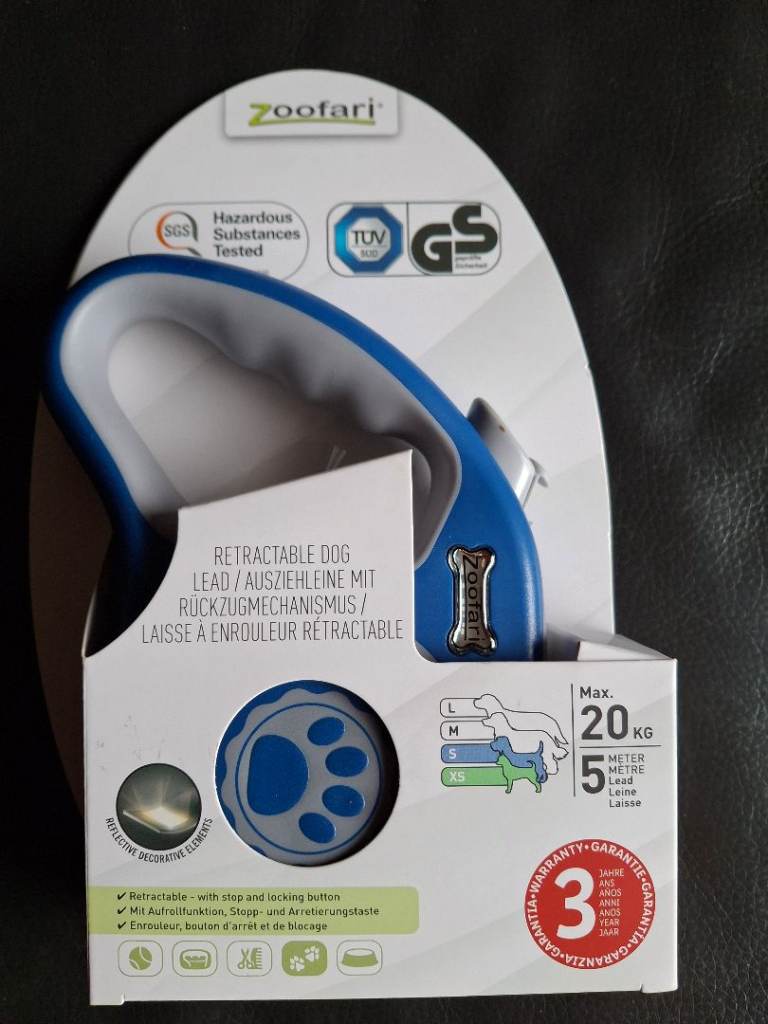 zoofari®
SGS
Hazardous
Substances
Tested
TÜV
SÜD
GS
geprüfte
Sicherheit
Zoofari
RETRACTABLE DOG
LEAD / AUSZIEHLEINE MIT
RÜCKZUGMECHANISMUS /
LAISSE À ENROULEUR RÉTRACTABLE
L
M
S
XS
Max.
20 KG
5 METER
MÈTRE
Lead
Leine
Laisse
REFLECTIVE DECORATIVE ELEMENTS
✓ Retractable - with stop and locking button
✓ Mit Aufrollfunktion, Stopp- und Arretierungstaste
✓ Enrouleur, bouton d'arrêt et de blocage
WARRANTY • GARANTIE • GARANTIA • GARANZIA • GARANTIA •
3
JAHRE
ANS
AÑOS
ANNI
ANOS
YEAR
JAAR